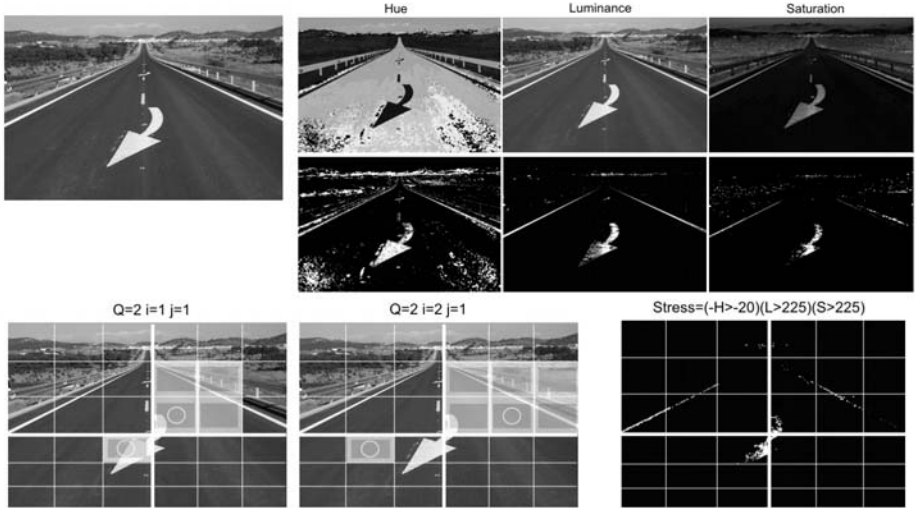 Hue
Luminance
Saturation
Q=2 i=1 j=1
Q=2 i=2 j=1
Stress=(-H>-20)(L>225)(S>225)